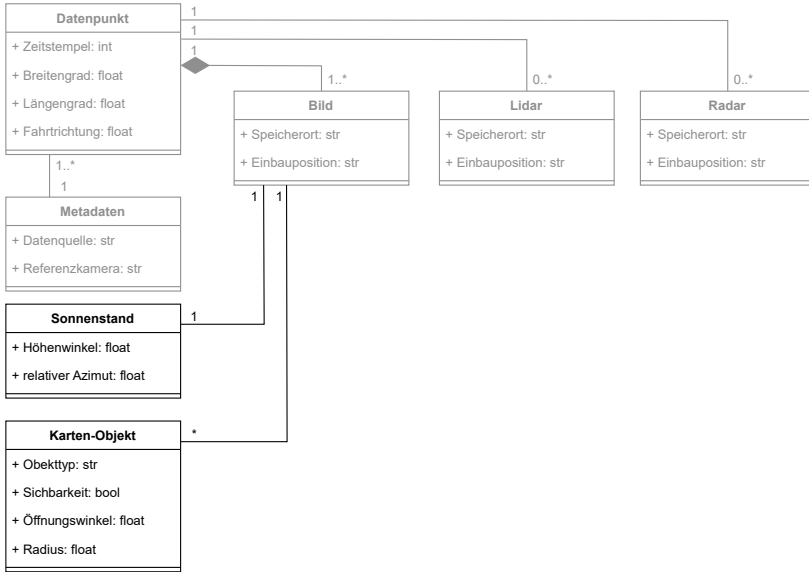 Datenpunkt
+ Zeitstempel: int
+ Breitengrad: float
+ Längengrad: float
+ Fahrtrichtung: float
1
1
1
1..*
0..*
0..*
Bild
+ Speicherort: str
+ Einbauposition: str
Lidar
+ Speicherort: str
+ Einbauposition: str
Radar
+ Speicherort: str
+ Einbauposition: str
1..*
1
Metadaten
+ Datenquelle: str
+ Referenzkamera: str
1
1
Sonnenstand
+ Höhenwinkel: float
+ relativer Azimut: float
1
Karten-Objekt
+ Obekttyp: str
+ Sichbarkeit: bool
+ Öffnungswinkel: float
+ Radius: float
*